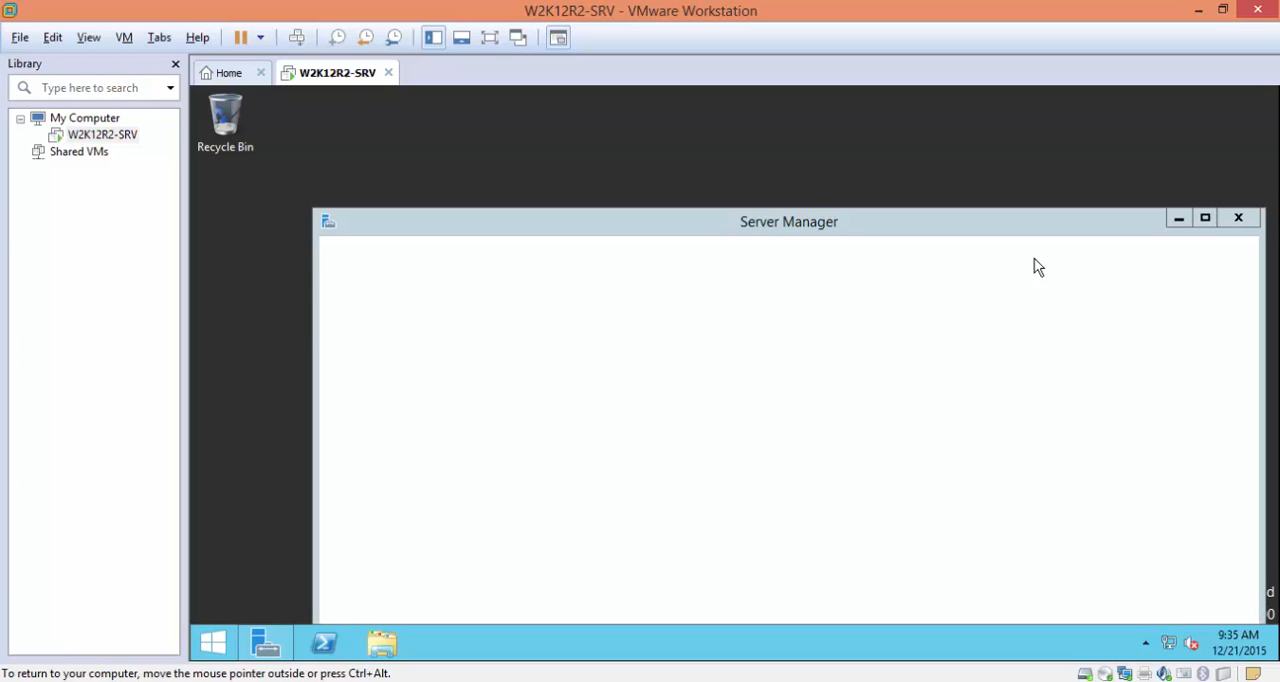 W2K12R2-SRV - VMware Workstation
File Edit View VM Tabs Help
Library
Type here to search
My Computer
W2K12R2-SRV
Shared VMs
Home
W2K12R2-SRV
Recycle Bin
Server Manager
d
0
9:35 AM
12/21/2015
To return to your computer, move the mouse pointer outside or press Ctrl+Alt.